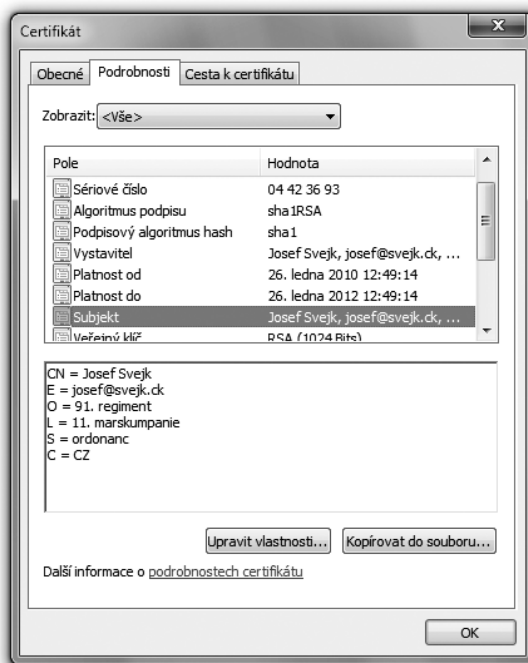 Certifikát
Obecné Podrobnosti Cesta k certifikátu
Zobrazit: <Vše>
Pole Hodnota
Sériové číslo 04 42 36 93
Algoritmus podpisu sha1RSA
Podpisový algoritmus hash sha1
Vystavitel Josef Svejk, josef@svejk.ck, ...
Platnost od 26. ledna 2010 12:49:14
Platnost do 26. ledna 2012 12:49:14
Subjekt Josef Svejk, josef@svejk.ck, ...
Veřejný klíč RSA (1024 Bits)
CN = Josef Svejk
E = josef@svejk.ck
O = 91. regiment
L = 11. marskumpanie
S = ordonanc
C = CZ
Upravit vlastnosti... Kopírovat do souboru...
Další informace o podrobnostech certifikátu
OK